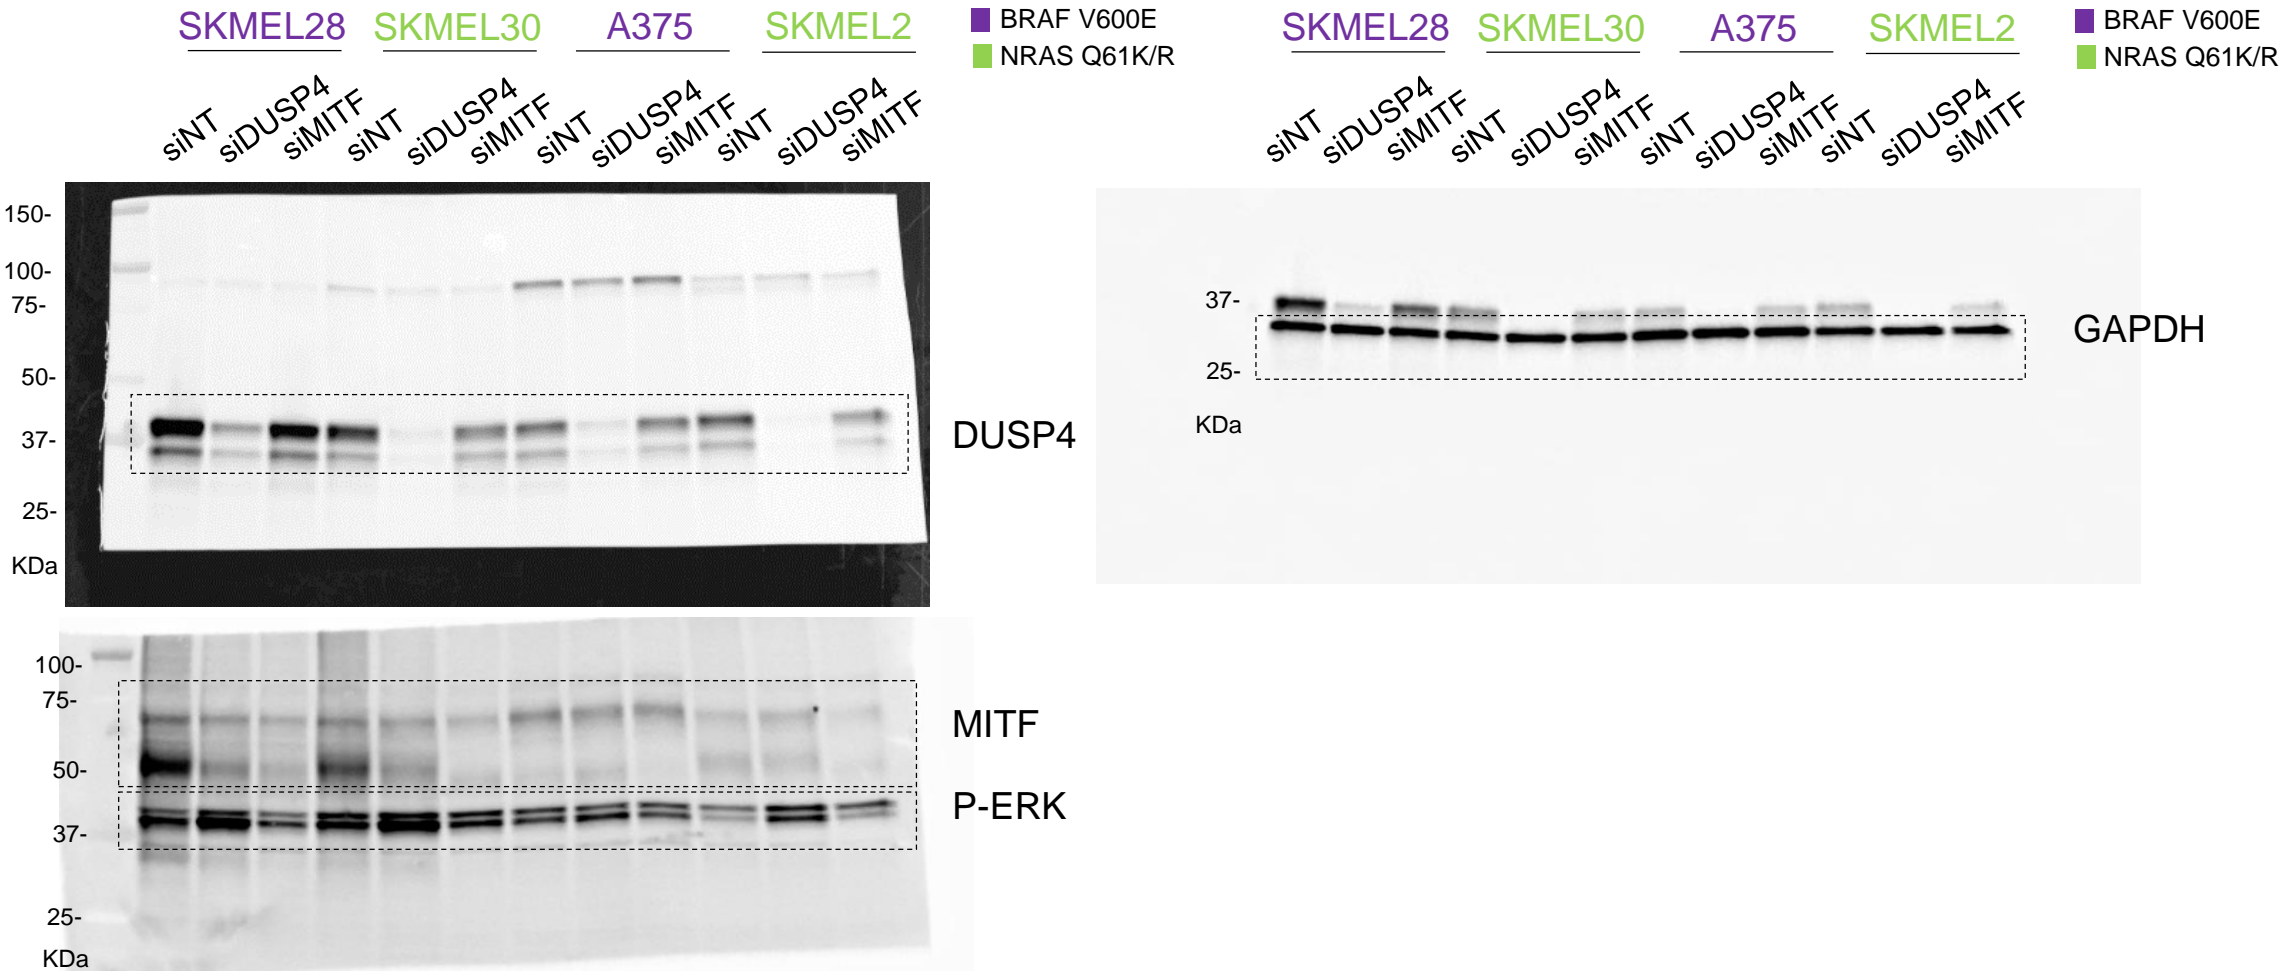 SKMEL28 SKMEL30 A375 SKMEL2
BRAF V600E
NRAS Q61K/R
siNT siDUSP4 siMITF siNT siDUSP4 siMITF siNT siDUSP4 siMITF siNT siDUSP4 siMITF
150-
100-
75-
50-
37-
25-
KDa
DUSP4
100-
75-
50-
37-
25-
KDa
MITF
P-ERK
SKMEL28 SKMEL30 A375 SKMEL2
BRAF V600E
NRAS Q61K/R
siNT siDUSP4 siMITF siNT siDUSP4 siMITF siNT siDUSP4 siMITF siNT siDUSP4 siMITF
37-
25-
KDa
GAPDH